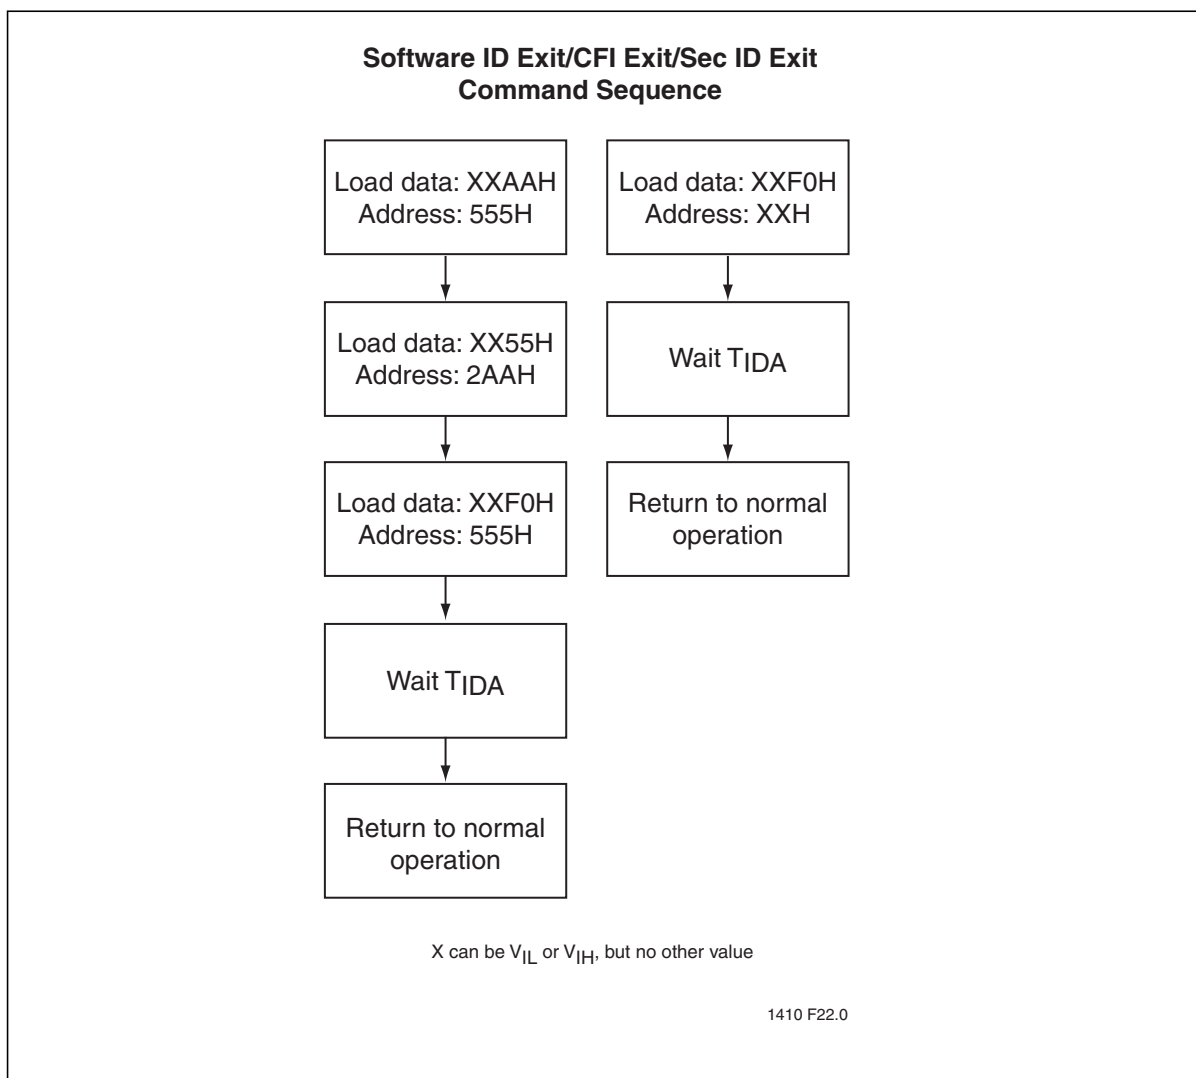 Software ID Exit/CFI Exit/Sec ID Exit
Command Sequence
Load data: XXAAH
Address: 555H
Load data: XX55H
Address: 2AAH
Load data: XXF0H
Address: 555H
Wait TIDA
Return to normal
operation
Load data: XXF0H
Address: XXH
Wait TIDA
Return to normal
operation
X can be VIL or VIH, but no other value
1410 F22.0